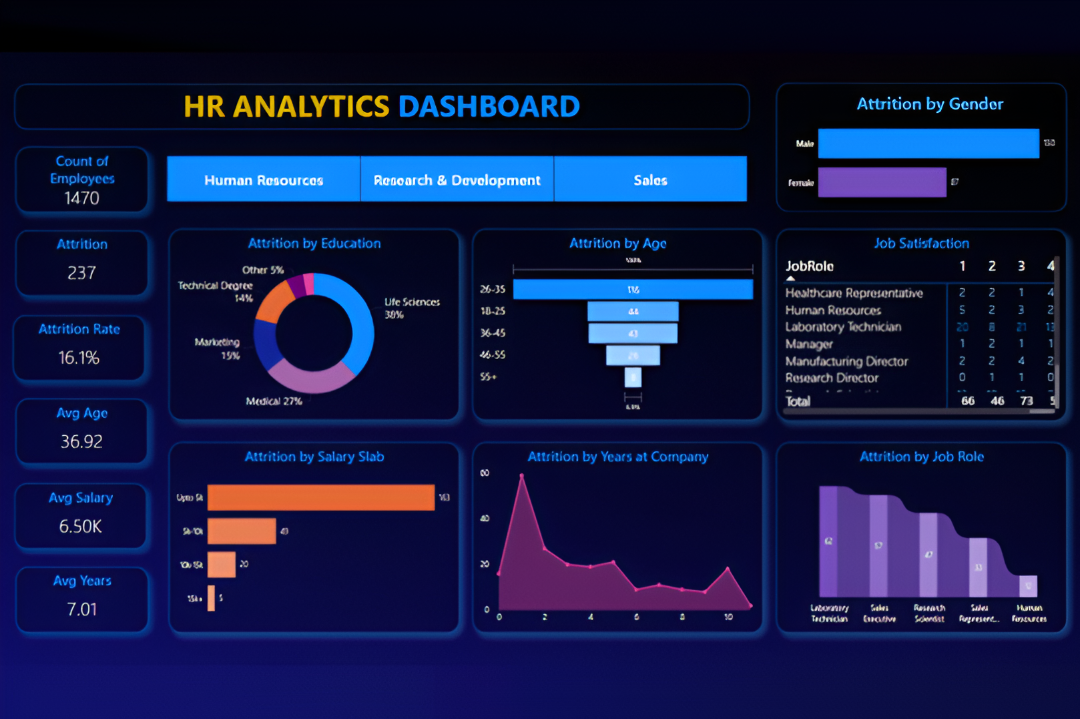 HR ANALYTICS DASHBOARD
Count of
Employees
1470
Attrition
237
Attrition Rate
16.1%
Avg Age
36.92
Avg Salary
6.50K
Avg Years
7.01
Human Resources
Research & Development
Sales
Attrition by Gender
Male
Female
Attrition by Education
Other 5%
Technical Degree
14%
Life Sciences
38%
Marketing
15%
Medical 27%
Attrition by Age
26-35 116
18-25 44
36-45 43
46-55 26
55+
Job Satisfaction
JobRole 1 2 3 4
Healthcare Representative 2 2 1 4
Human Resources 5 2 3 2
Laboratory Technician 20 8 21 13
Manager 1 2 1 1
Manufacturing Director 2 2 4 2
Research Director 0 1 1 0
Total 66 46 73 5
Attrition by Salary Slab
Upto 5k 163
5k-10k 49
10k-15k 20
15k+ 5
Attrition by Years at Company
60
40
20
0
0 2 4 6 8 10
Attrition by Job Role
62 57 47 33
Laboratory
Technician
Sales
Executive
Research
Scientist
Sales
Represent...
Human
Resources